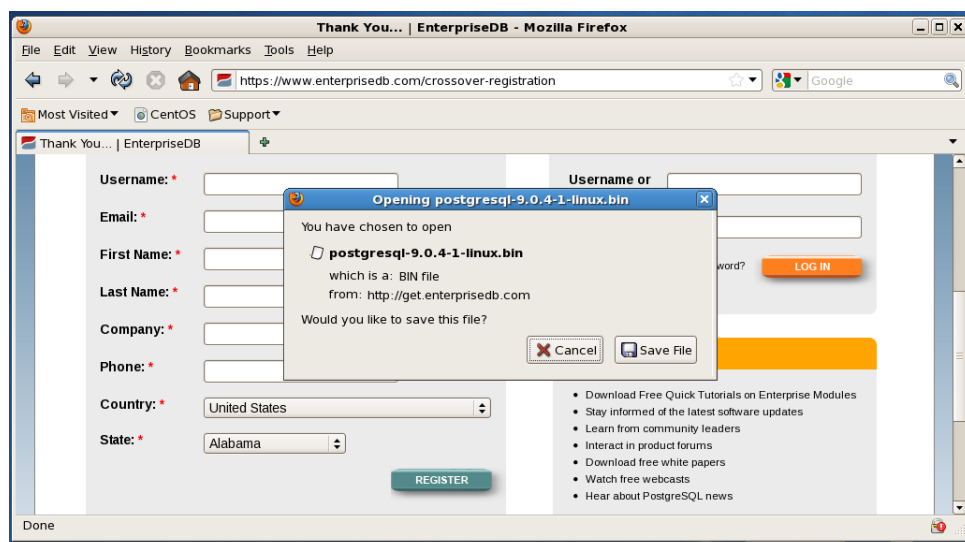 Thank You... | EnterpriseDB - Mozilla Firefox
File Edit View History Bookmarks Tools Help
https://www.enterprisedb.com/crossover-registration
Google
Most Visited CentOS Support
Thank You... | EnterpriseDB
Username: *
Email: *
First Name: *
Last Name: *
Company: *
Phone: *
Country: * United States
State: * Alabama
REGISTER
Username or
word? LOG IN
Opening postgresql-9.0.4-1-linux.bin
You have chosen to open
postgresql-9.0.4-1-linux.bin
which is a: BIN file
from: http://get.enterprisedb.com
Would you like to save this file?
Cancel Save File
• Download Free Quick Tutorials on Enterprise Modules
• Stay informed of the latest software updates
• Learn from community leaders
• Interact in product forums
• Download free white papers
• Watch free webcasts
• Hear about PostgreSQL news
Done